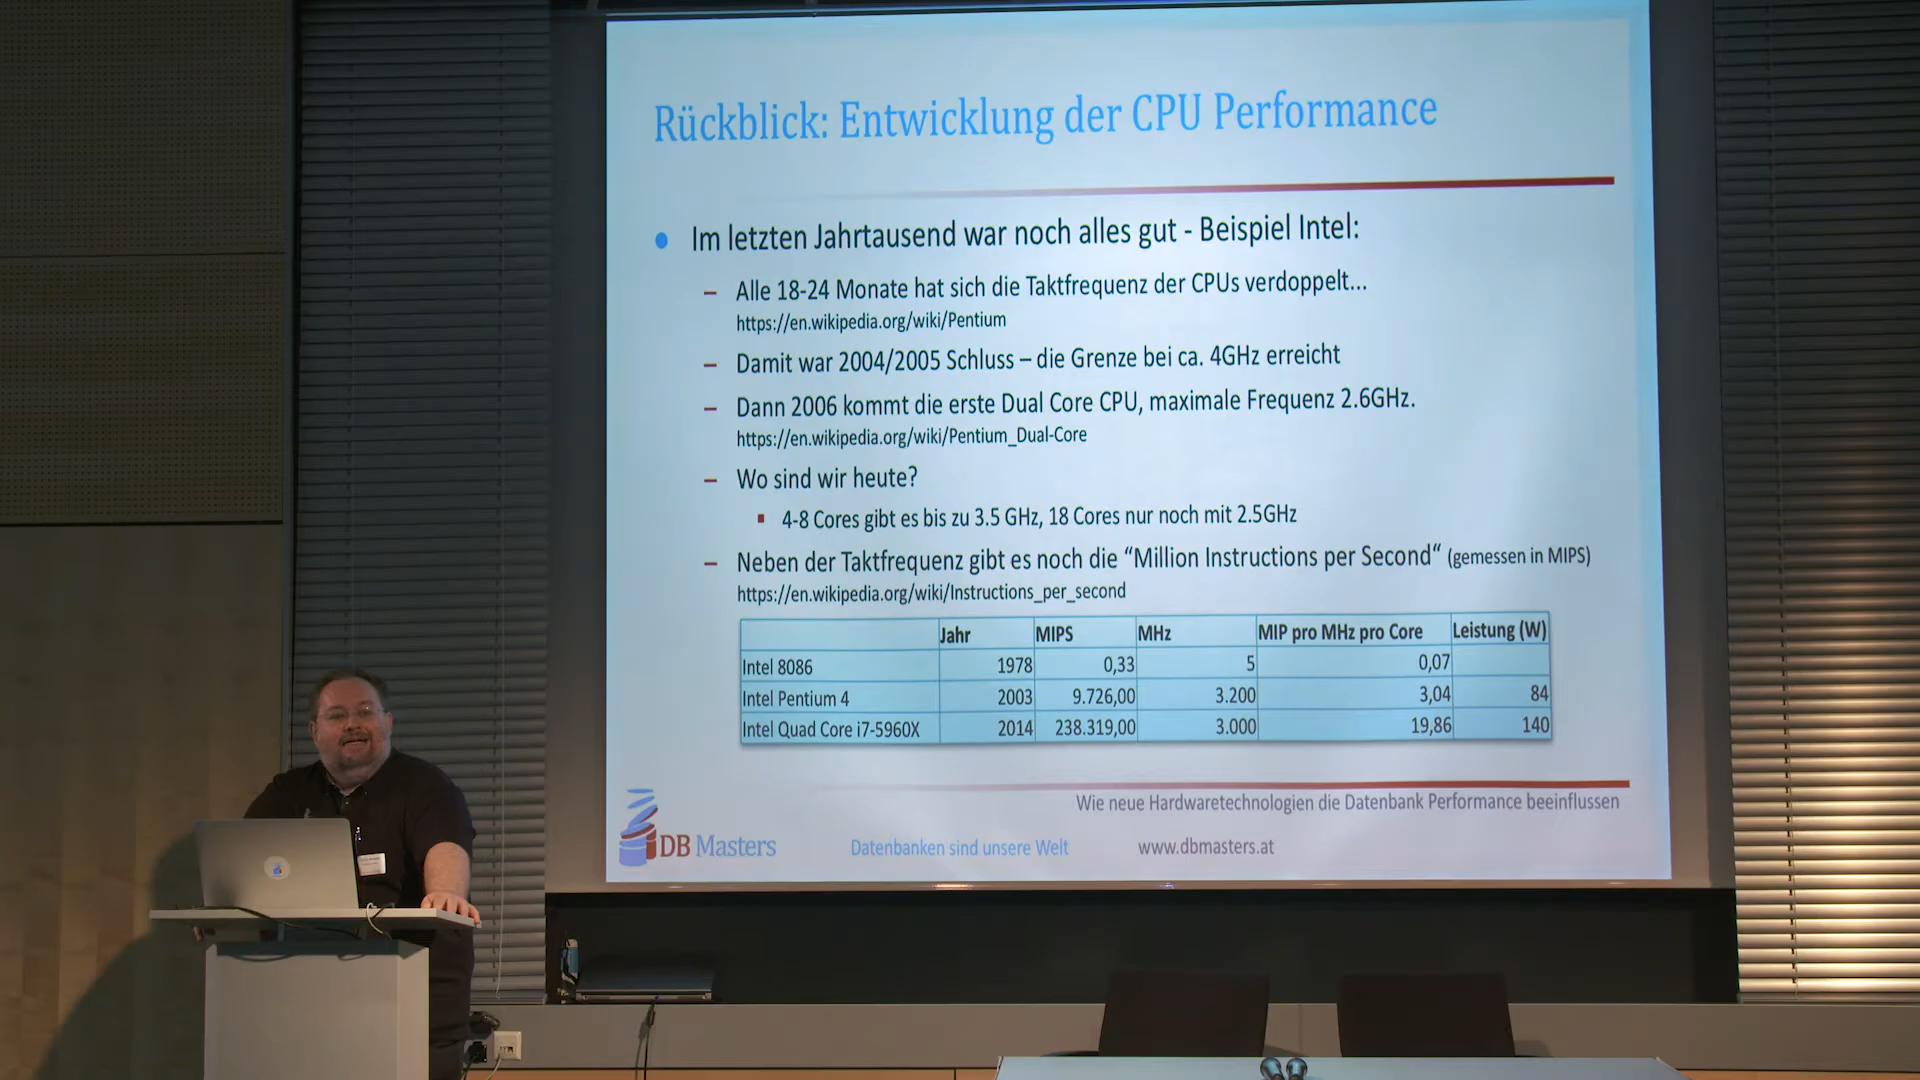 Rückblick: Entwicklung der CPU Performance
Im letzten Jahrtausend war noch alles gut - Beispiel Intel:
Alle 18-24 Monate hat sich die Taktfrequenz der CPUs verdoppelt...
https://en.wikipedia.org/wiki/Pentium
Damit war 2004/2005 Schluss – die Grenze bei ca. 4GHz erreicht
Dann 2006 kommt die erste Dual Core CPU, maximale Frequenz 2.6GHz.
https://en.wikipedia.org/wiki/Pentium_Dual-Core
Wo sind wir heute?
4-8 Cores gibt es bis zu 3.5 GHz, 18 Cores nur noch mit 2.5GHz
Neben der Taktfrequenz gibt es noch die “Million Instructions per Second“ (gemessen in MIPS)
https://en.wikipedia.org/wiki/Instructions_per_second
Jahr MIPS MHz MIP pro MHz pro Core Leistung (W)
Intel 8086 1978 0,33 5 0,07
Intel Pentium 4 2003 9.726,00 3.200 3,04 84
Intel Quad Core i7-5960X 2014 238.319,00 3.000 19,86 140
Wie neue Hardwaretechnologien die Datenbank Performance beeinflussen
DB Masters Datenbanken sind unsere Welt www.dbmasters.at